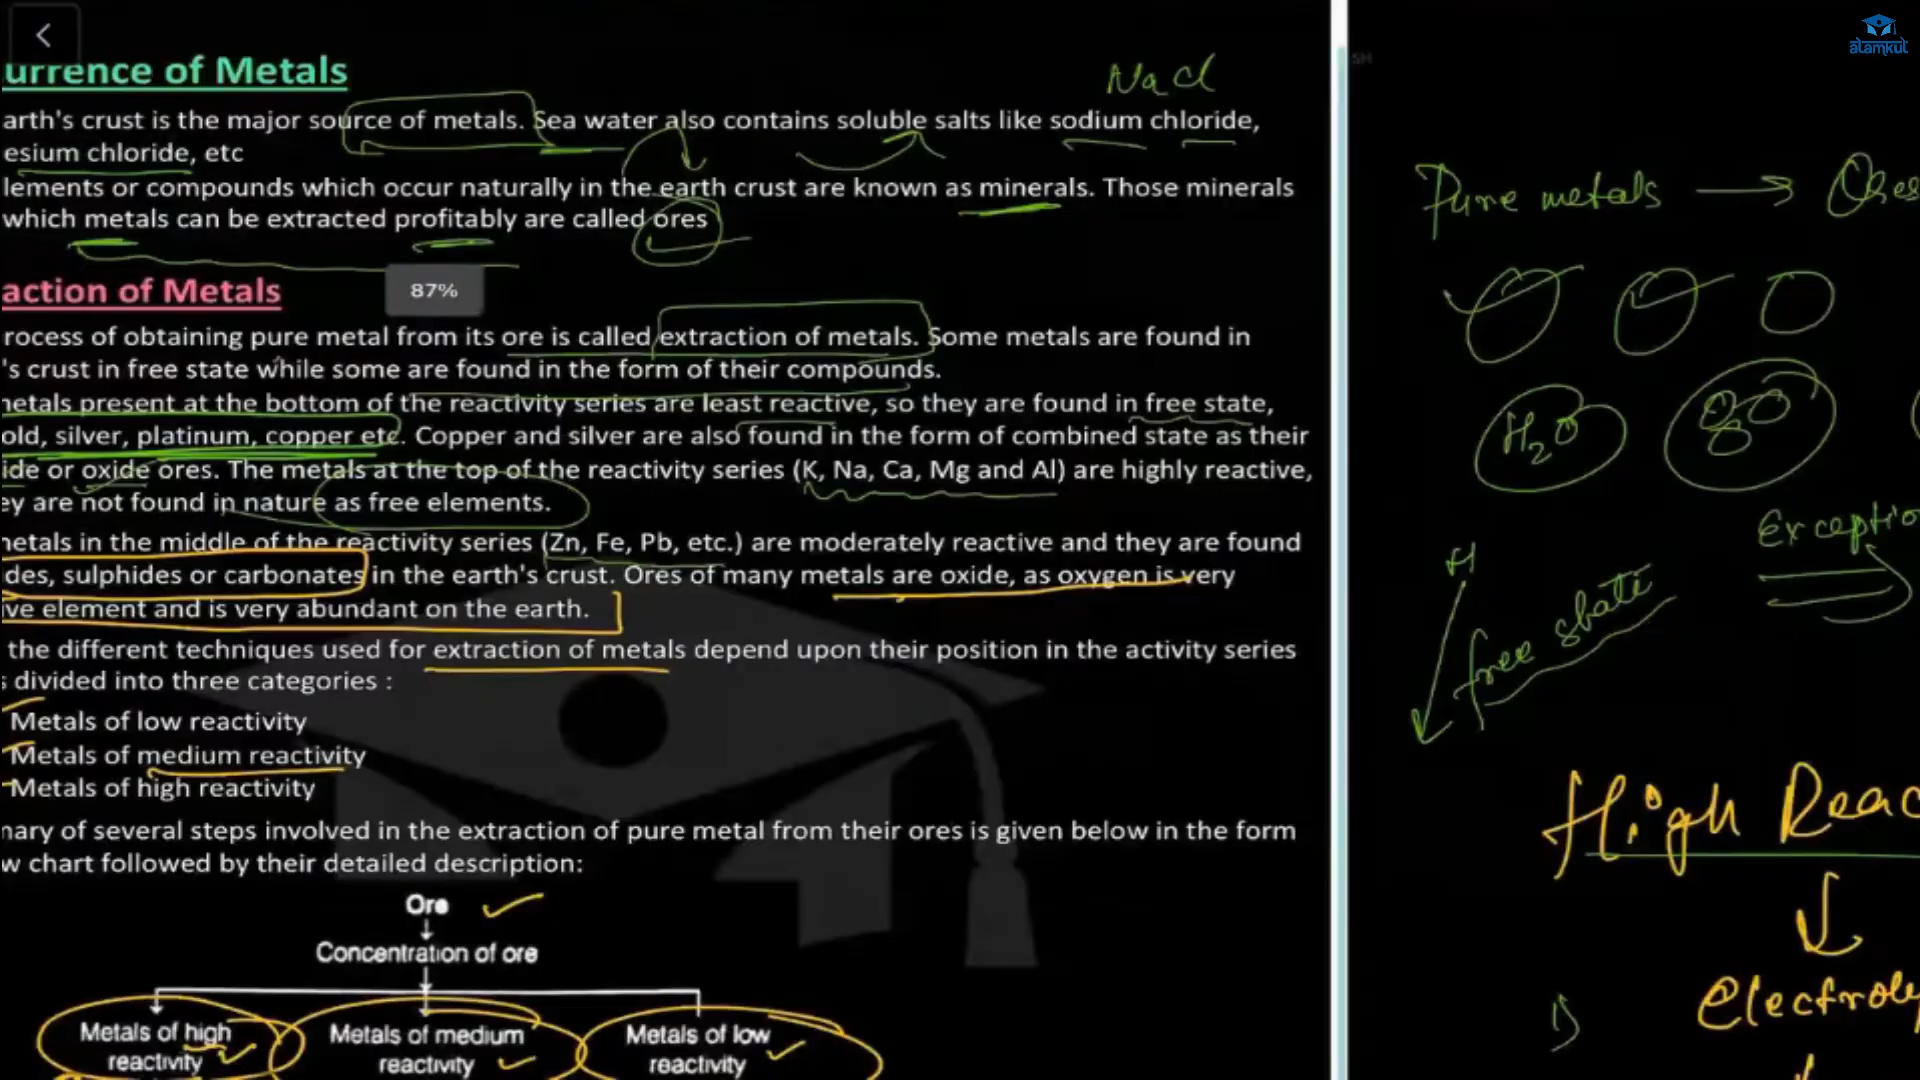 urrence of Metals
NaCl
arth's crust is the major source of metals. Sea water also contains soluble salts like sodium chloride,
esium chloride, etc
lements or compounds which occur naturally in the earth crust are known as minerals. Those minerals
which metals can be extracted profitably are called ores
action of Metals
87%
rocess of obtaining pure metal from its ore is called extraction of metals. Some metals are found in
's crust in free state while some are found in the form of their compounds.
netals present at the bottom of the reactivity series are least reactive, so they are found in free state,
old, silver, platinum, copper etc. Copper and silver are also found in the form of combined state as their
ide or oxide ores. The metals at the top of the reactivity series (K, Na, Ca, Mg and Al) are highly reactive,
ey are not found in nature as free elements.
netals in the middle of the reactivity series (Zn, Fe, Pb, etc.) are moderately reactive and they are found
des, sulphides or carbonates in the earth's crust. Ores of many metals are oxide, as oxygen is very
ive element and is very abundant on the earth.
the different techniques used for extraction of metals depend upon their position in the activity series
s divided into three categories :
Metals of low reactivity
Metals of medium reactivity
Metals of high reactivity
nary of several steps involved in the extraction of pure metal from their ores is given below in the form
w chart followed by their detailed description:
Ore
Concentration of ore
Metals of high reactivity
Metals of medium reactivity
Metals of low reactivity
alamkul
SH
Pure metals → Ores
H2O
Exceptio
H
free state
High Reac
Electroly